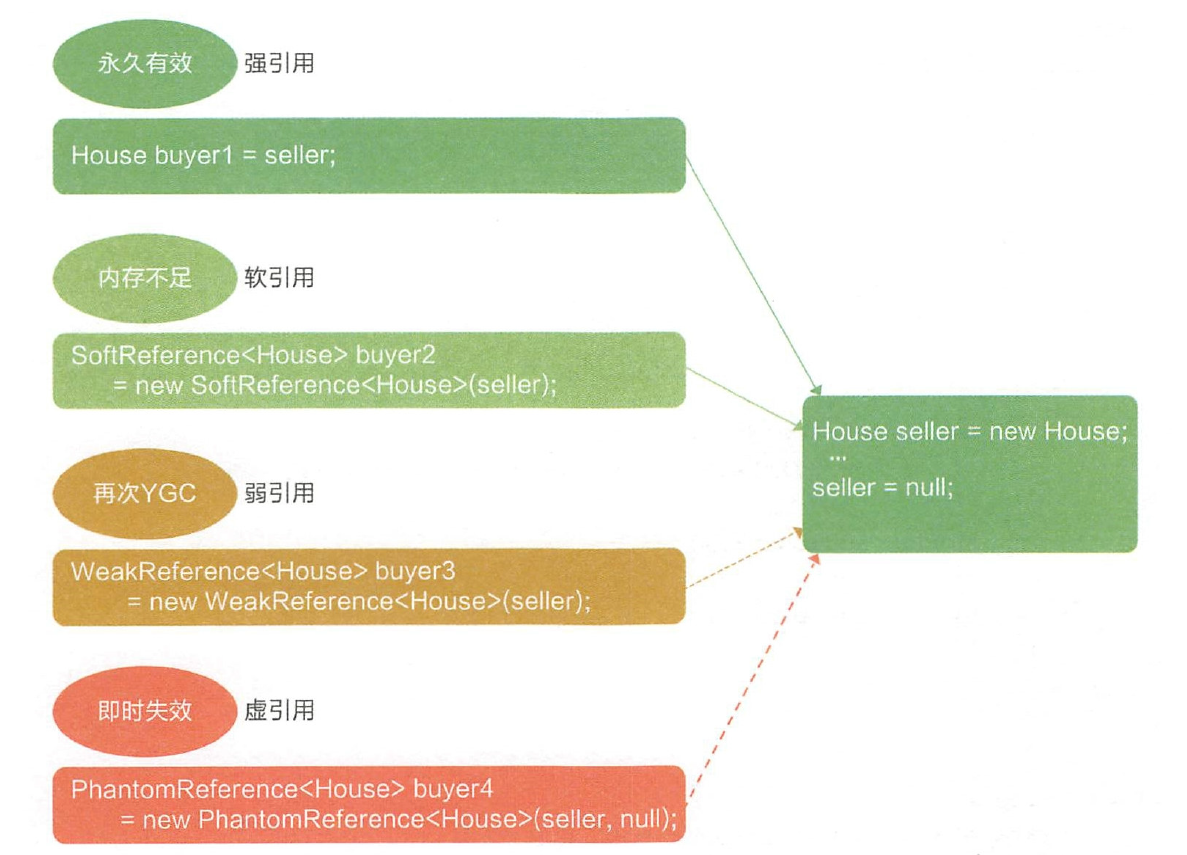 永久有效 强引用
House buyer1 = seller;
内存不足 软引用
SoftReference<House> buyer2
= new SoftReference<House>(seller);
House seller = new House;
...
seller = null;
再次YGC 弱引用
WeakReference<House> buyer3
= new WeakReference<House>(seller);
即时失效 虚引用
PhantomReference<House> buyer4
= new PhantomReference<House>(seller, null);